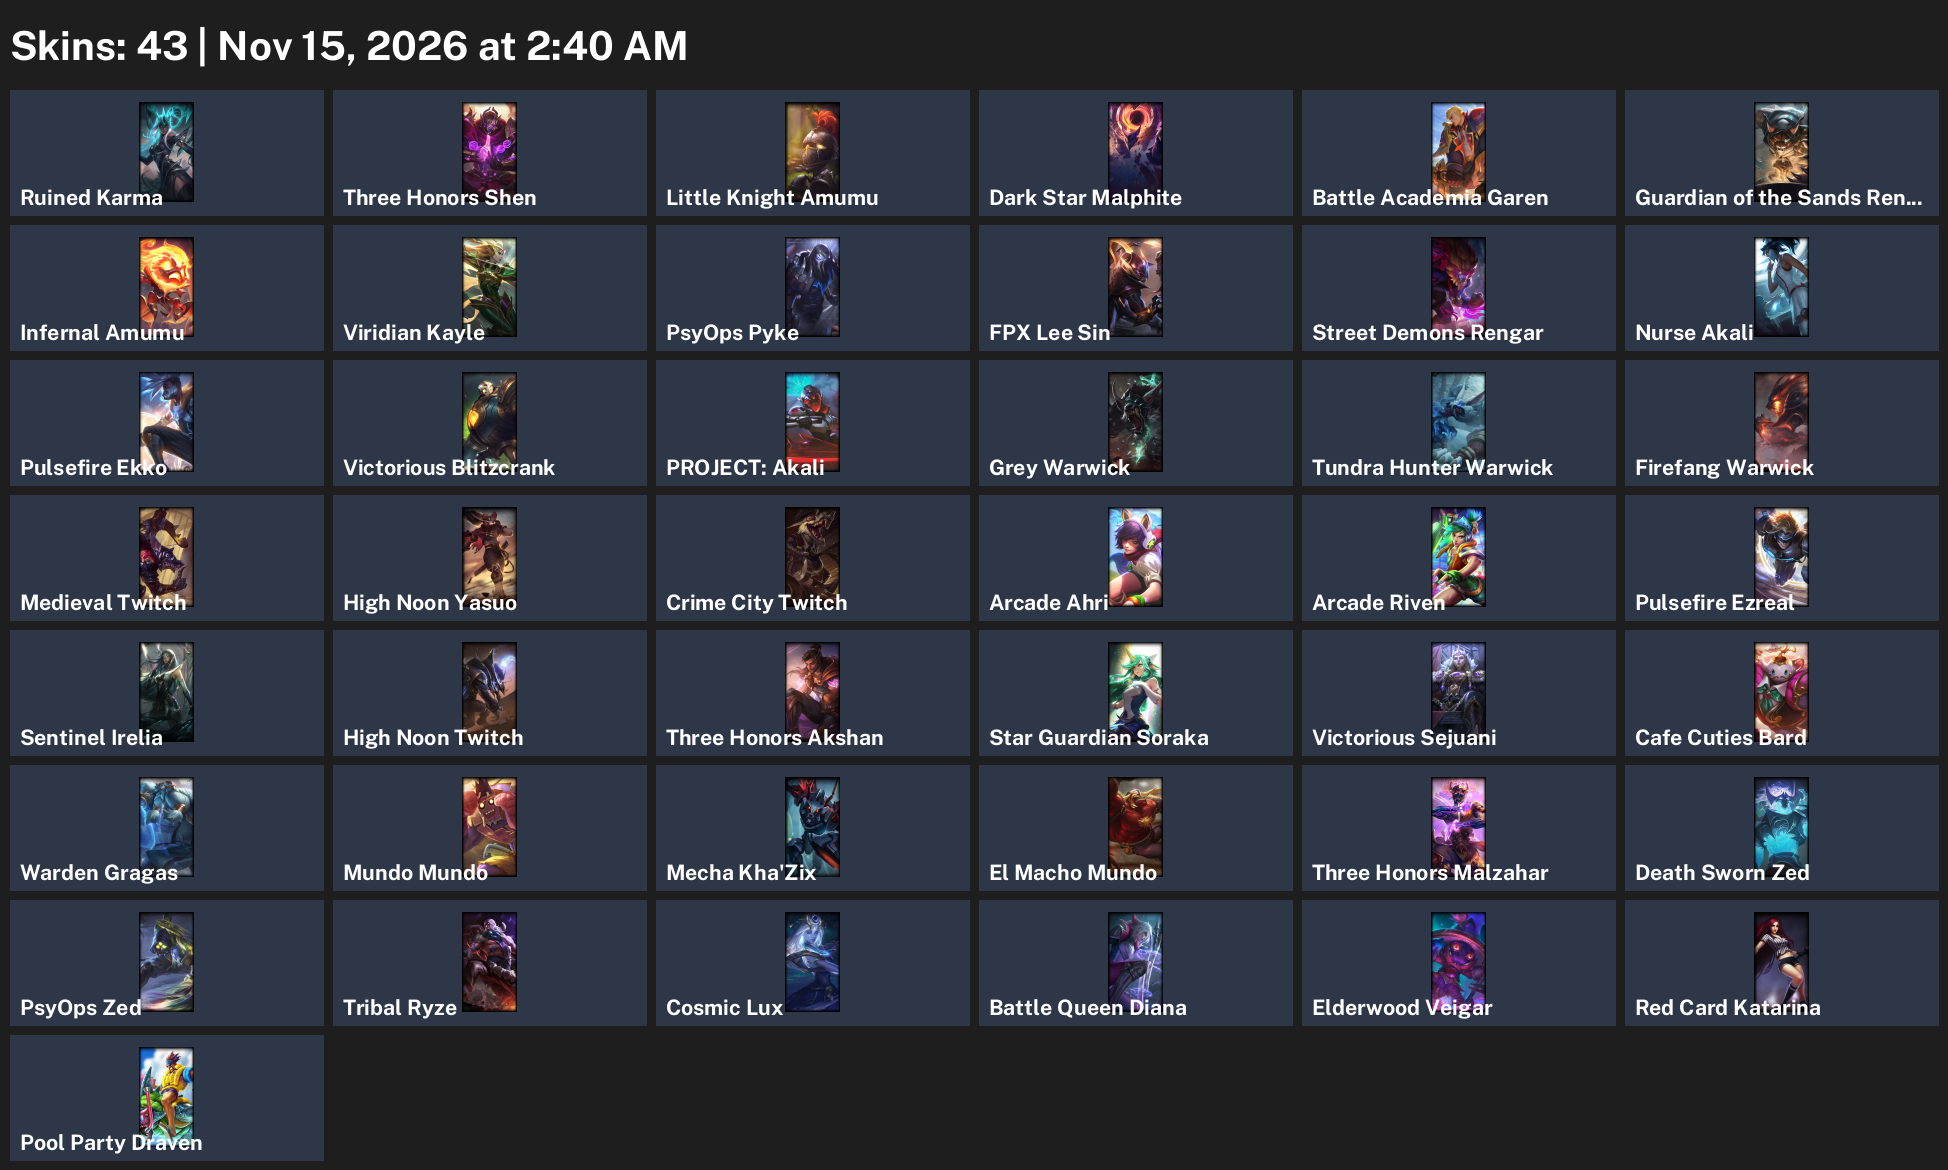 Skins: 43 | Nov 15, 2026 at 2:40 AM
Ruined Karma
Three Honors Shen
Little Knight Amumu
Dark Star Malphite
Battle Academia Garen
Guardian of the Sands Ren...
Infernal Amumu
Viridian Kayle
PsyOps Pyke
FPX Lee Sin
Street Demons Rengar
Nurse Akali
Pulsefire Ekko
Victorious Blitzcrank
PROJECT: Akali
Grey Warwick
Tundra Hunter Warwick
Firefang Warwick
Medieval Twitch
High Noon Yasuo
Crime City Twitch
Arcade Ahri
Arcade Riven
Pulsefire Ezreal
Sentinel Irelia
High Noon Twitch
Three Honors Akshan
Star Guardian Soraka
Victorious Sejuani
Cafe Cuties Bard
Warden Gragas
Mundo Mundo
Mecha Kha'Zix
El Macho Mundo
Three Honors Malzahar
Death Sworn Zed
PsyOps Zed
Tribal Ryze
Cosmic Lux
Battle Queen Diana
Elderwood Veigar
Red Card Katarina
Pool Party Draven